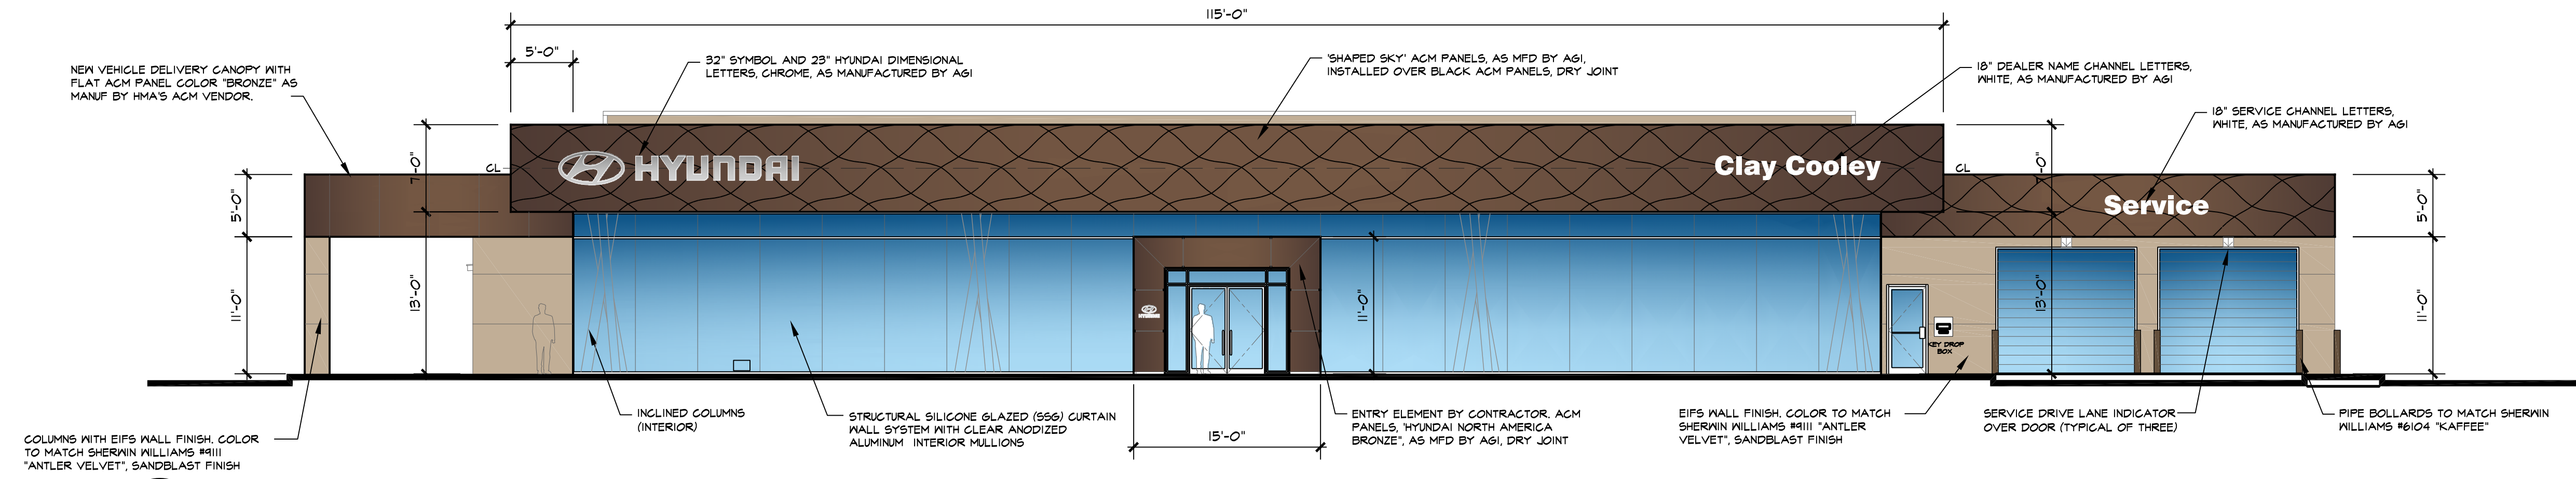 115'-0"
5'-0"
NEW VEHICLE DELIVERY CANOPY WITH
FLAT ACM PANEL COLOR "BRONZE" AS
MANUF BY HMA'S ACM VENDOR.
32" SYMBOL AND 23" HYUNDAI DIMENSIONAL
LETTERS, CHROME, AS MANUFACTURED BY AGI
'SHAPED SKY' ACM PANELS, AS MFD BY AGI,
INSTALLED OVER BLACK ACM PANELS, DRY JOINT
18" DEALER NAME CHANNEL LETTERS,
WHITE, AS MANUFACTURED BY AGI
18" SERVICE CHANNEL LETTERS,
WHITE, AS MANUFACTURED BY AGI
CL
HYUNDAI
Clay Cooley
CL
Service
5'-0"
7'-0"
7'-0"
5'-0"
11'-0"
13'-0"
HYUNDAI
11'-0"
13'-0"
11'-0"
KEY DROP
BOX
COLUMNS WITH EIFS WALL FINISH. COLOR
TO MATCH SHERWIN WILLIAMS #9111
"ANTLER VELVET", SANDBLAST FINISH
INCLINED COLUMNS
(INTERIOR)
STRUCTURAL SILICONE GLAZED (SSG) CURTAIN
WALL SYSTEM WITH CLEAR ANODIZED
ALUMINUM INTERIOR MULLIONS
15'-0"
ENTRY ELEMENT BY CONTRACTOR. ACM
PANELS, 'HYUNDAI NORTH AMERICA
BRONZE", AS MFD BY AGI, DRY JOINT
EIFS WALL FINISH. COLOR TO MATCH
SHERWIN WILLIAMS #9111 "ANTLER
VELVET", SANDBLAST FINISH
SERVICE DRIVE LANE INDICATOR
OVER DOOR (TYPICAL OF THREE)
PIPE BOLLARDS TO MATCH SHERWIN
WILLIAMS #6104 "KAFFEE"